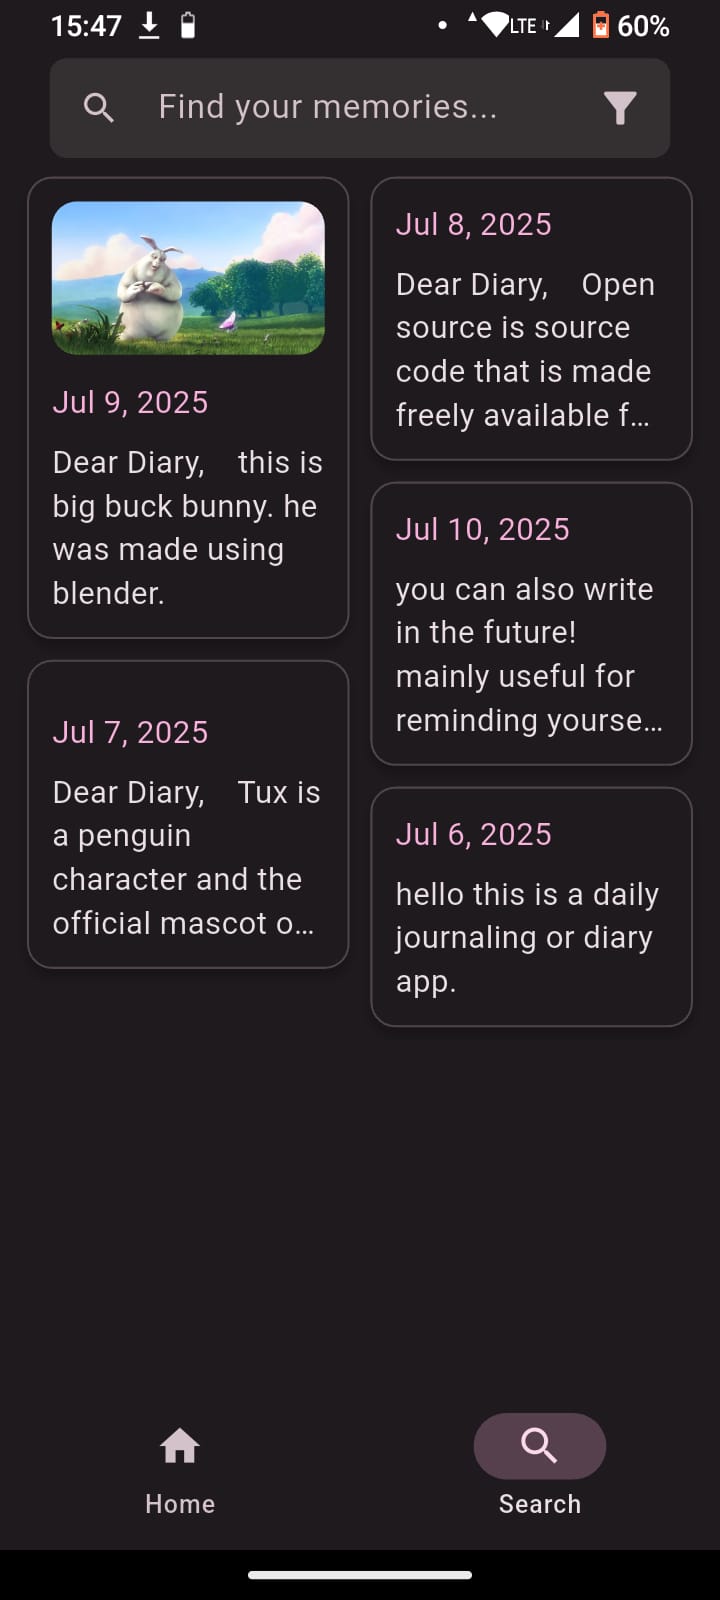 15:47
LTE
60%
Find your memories...
Jul 9, 2025
Dear Diary, this is
big buck bunny. he
was made using
blender.
Jul 7, 2025
Dear Diary, Tux is
a penguin
character and the
official mascot o...
Jul 8, 2025
Dear Diary, Open
source is source
code that is made
freely available f...
Jul 10, 2025
you can also write
in the future!
mainly useful for
reminding yourse...
Jul 6, 2025
hello this is a daily
journaling or diary
app.
Home
Search